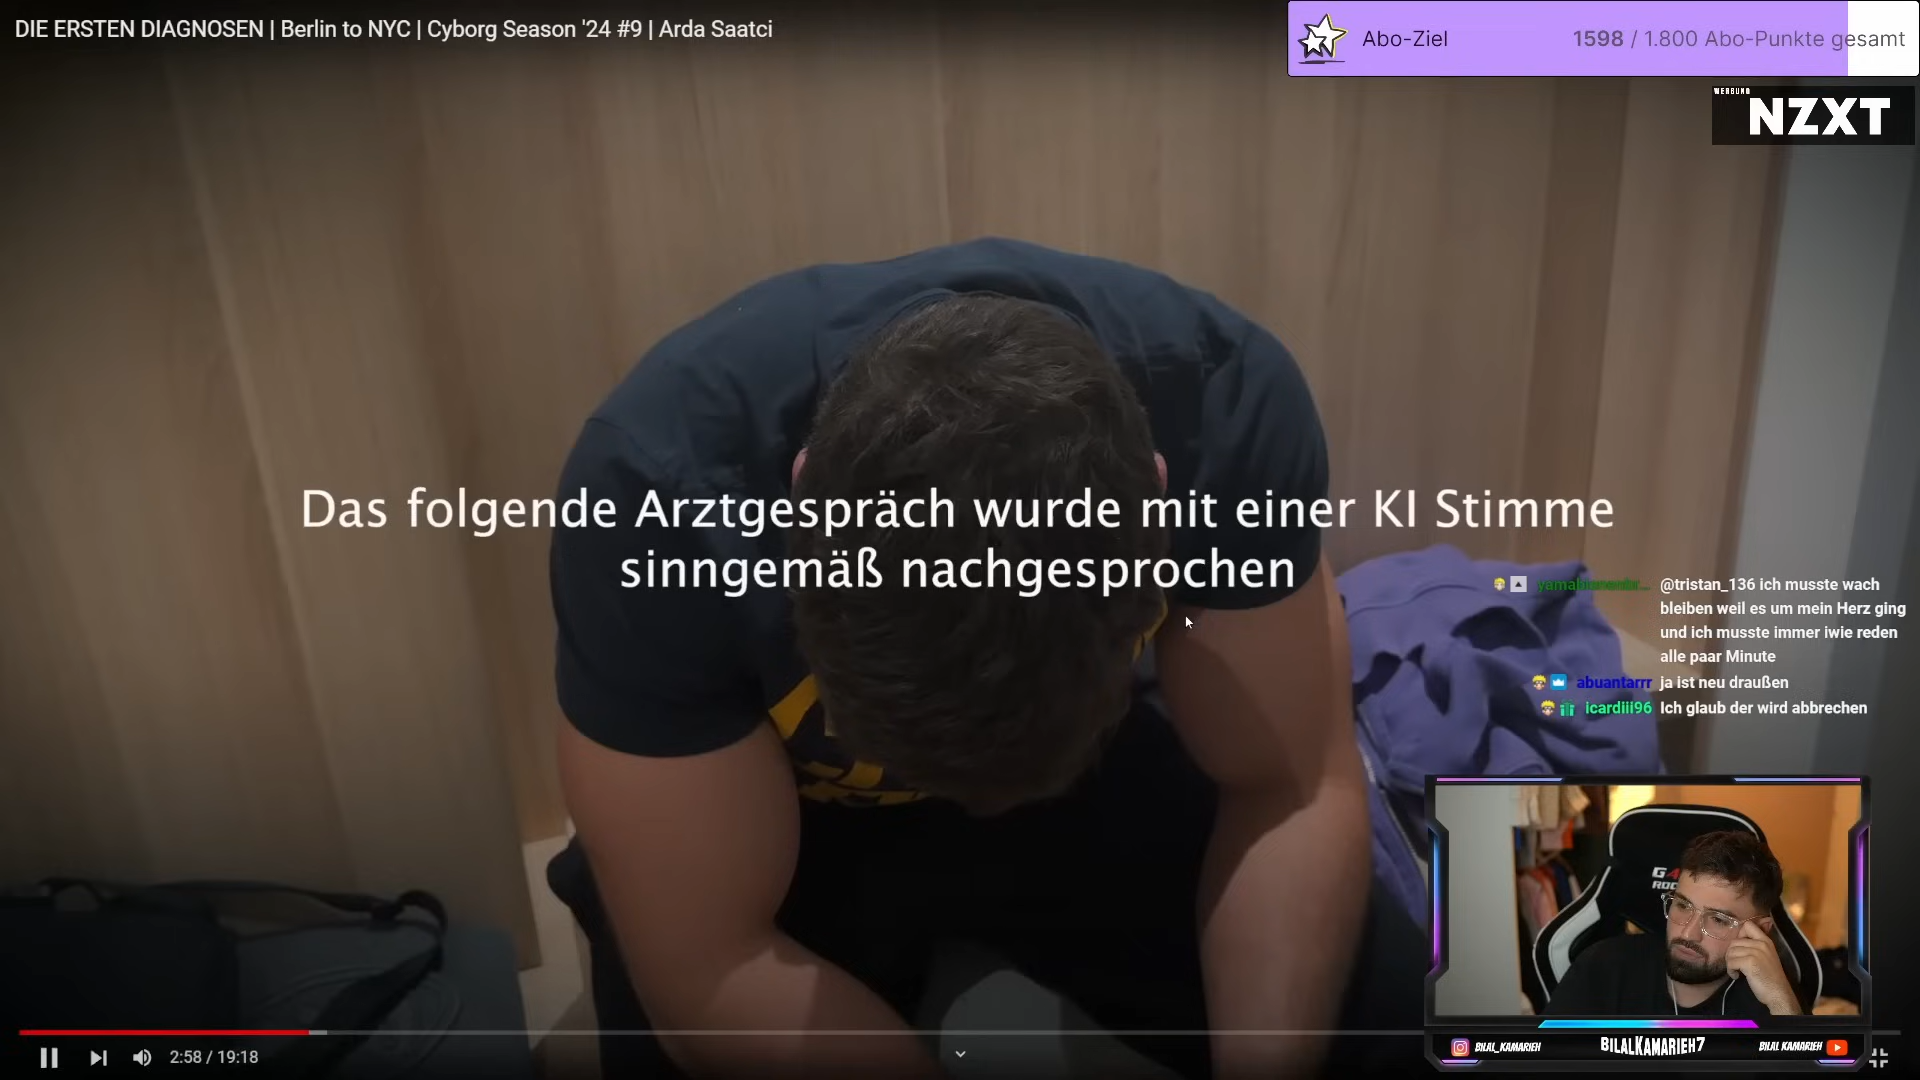 DIE ERSTEN DIAGNOSEN | Berlin to NYC | Cyborg Season '24 #9 | Arda Saatci
Abo-Ziel
1598 / 1.800 Abo-Punkte gesamt
WERBUNG
NZXT
Das folgende Arztgespräch wurde mit einer KI Stimme
sinngemäß nachgesprochen
@tristan_136 ich musste wach
bleiben weil es um mein Herz ging
und ich musste immer iwie reden
alle paar Minute
abuantarrr ja ist neu draußen
icardiii96 Ich glaub der wird abbrechen
2:58 / 19:18
BILAL_KAMARIEH
BILALKAMARIEH7
BILAL KAMARIEH